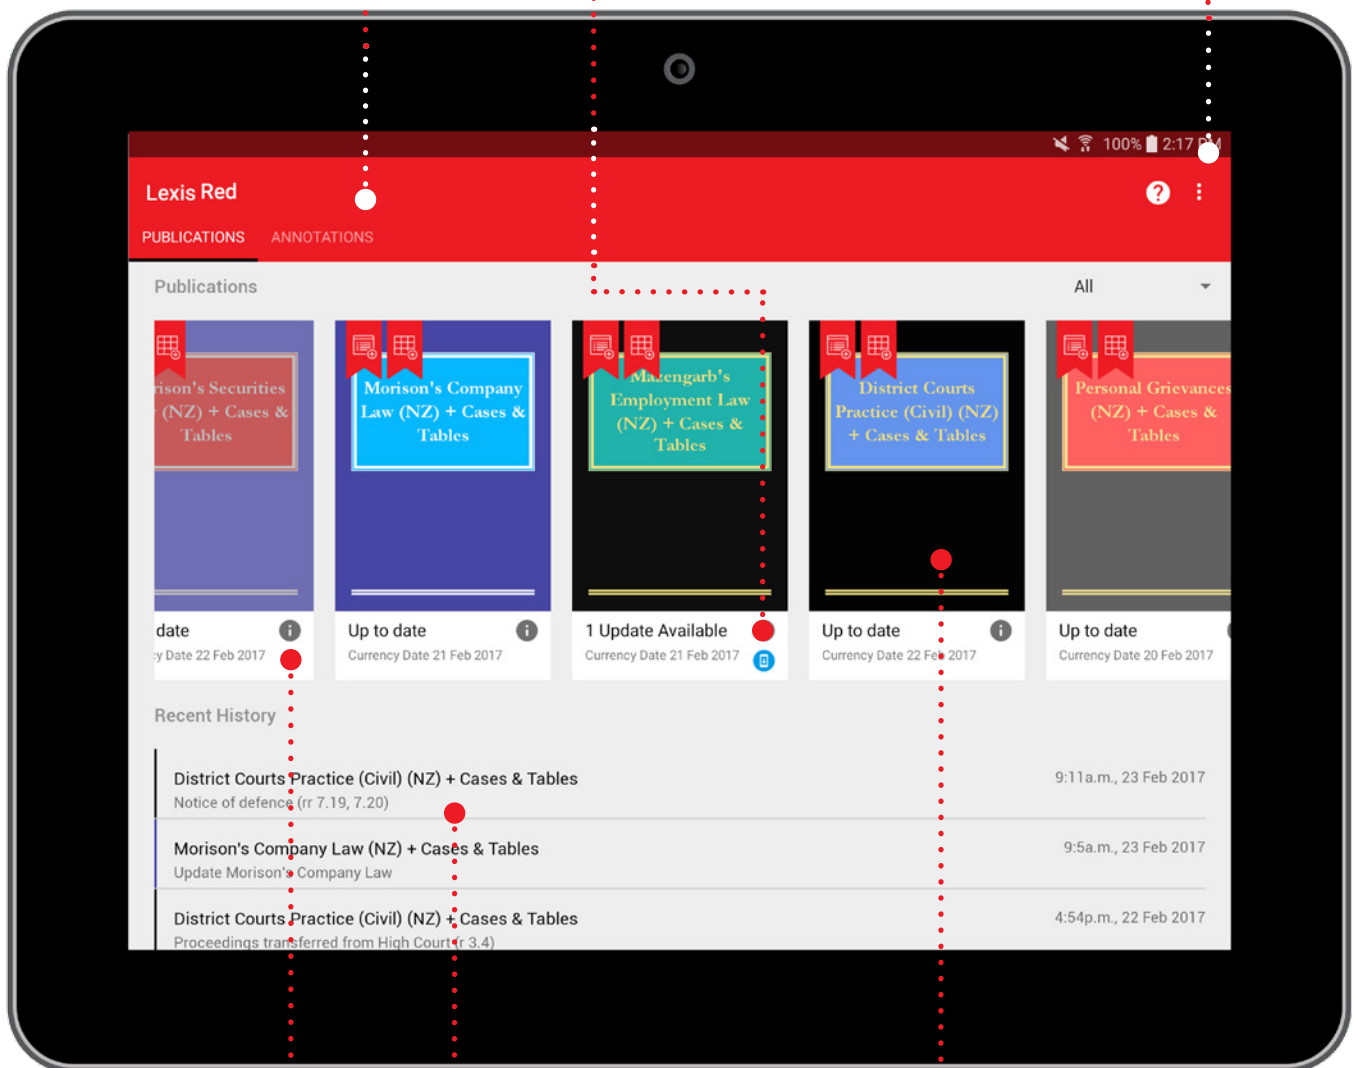 100% 2:17 PM
Lexis Red
PUBLICATIONS ANNOTATIONS
Publications
All
rison's Securities
(NZ) + Cases &
Tables
Morison's Company
Law (NZ) + Cases &
Tables
Mazengarb's
Employment Law
(NZ) + Cases &
Tables
District Courts
Practice (Civil) (NZ)
+ Cases & Tables
Personal Grievances
(NZ) + Cases &
Tables
date
y Date 22 Feb 2017
Up to date
Currency Date 21 Feb 2017
1 Update Available
Currency Date 21 Feb 2017
Up to date
Currency Date 22 Feb 2017
Up to date
Currency Date 20 Feb 2017
Recent History
District Courts Practice (Civil) (NZ) + Cases & Tables
9:11a.m., 23 Feb 2017
Notice of defence (rr 7.19, 7.20)
Morison's Company Law (NZ) + Cases & Tables
9:5a.m., 23 Feb 2017
Update Morison's Company Law
District Courts Practice (Civil) (NZ) + Cases & Tables
4:54p.m., 22 Feb 2017
Proceedings transferred from High Court (r 3.4)